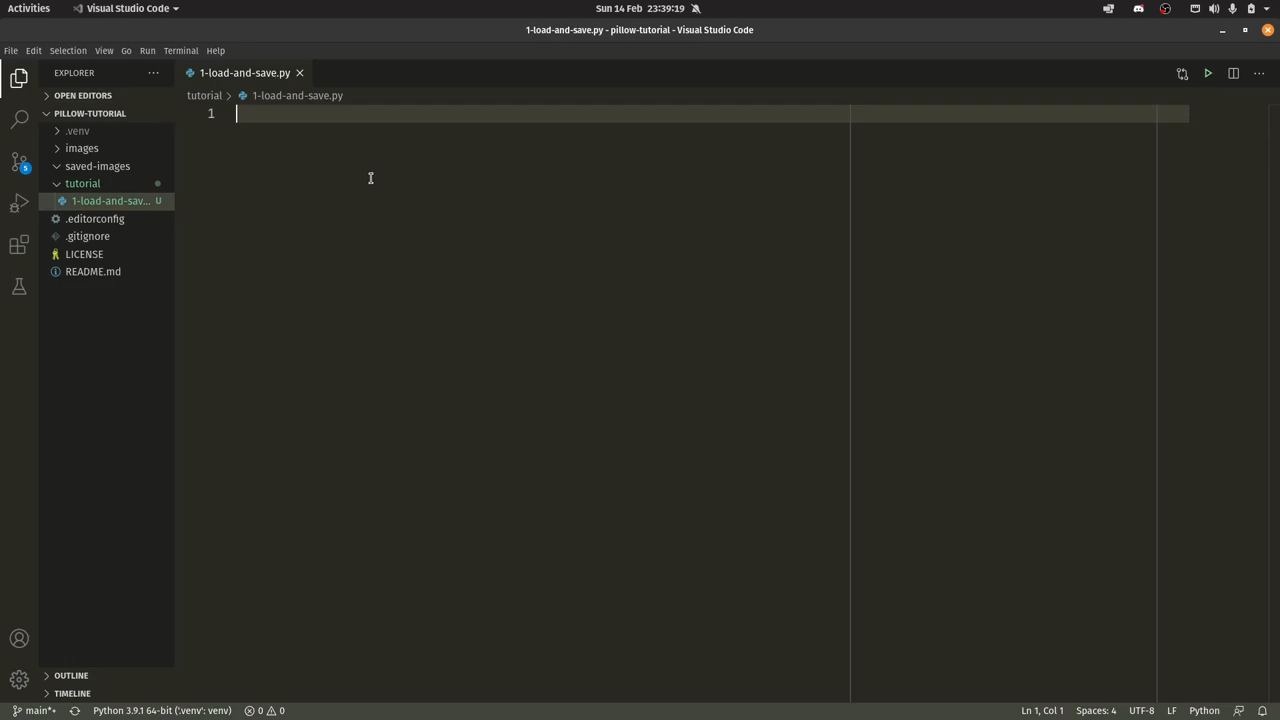 Activities
Visual Studio Code
Sun 14 Feb 23:39:19
1-load-and-save.py - pillow-tutorial - Visual Studio Code
File Edit Selection View Go Run Terminal Help
EXPLORER
1-load-and-save.py
OPEN EDITORS
tutorial > 1-load-and-save.py
PILLOW-TUTORIAL
1
.venv
images
saved-images
tutorial
1-load-and-sav... U
.editorconfig
.gitignore
LICENSE
README.md
5
OUTLINE
TIMELINE
main*+ Python 3.9.1 64-bit ('.venv': venv) 0 0 Ln 1, Col 1 Spaces: 4 UTF-8 LF Python